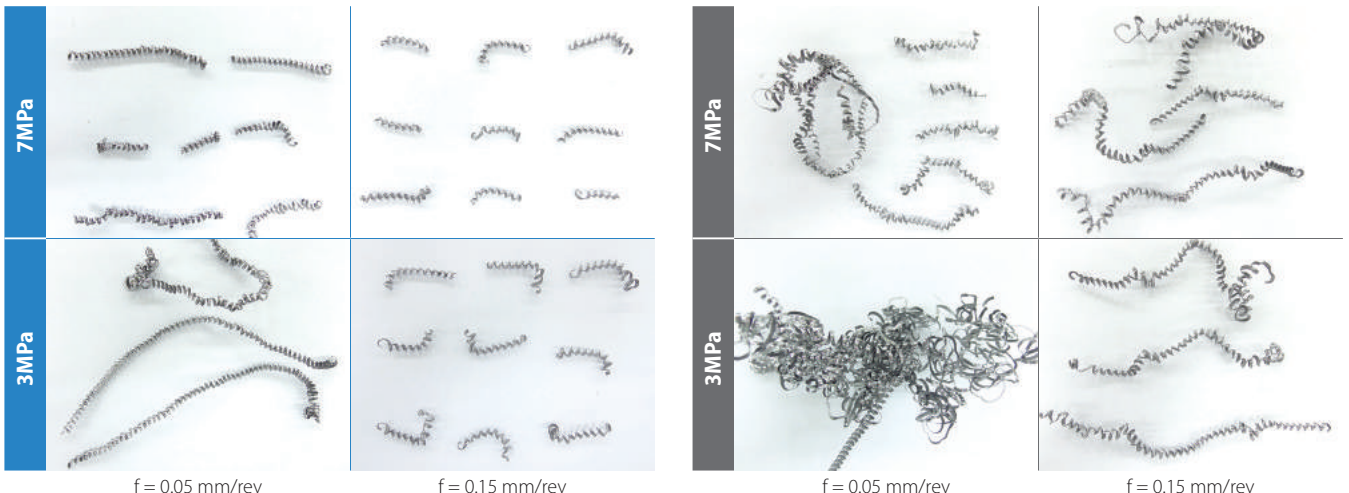 7MPa
7MPa
3MPa
3MPa
f = 0.05 mm/rev
f = 0.15 mm/rev
f = 0.05 mm/rev
f = 0.15 mm/rev